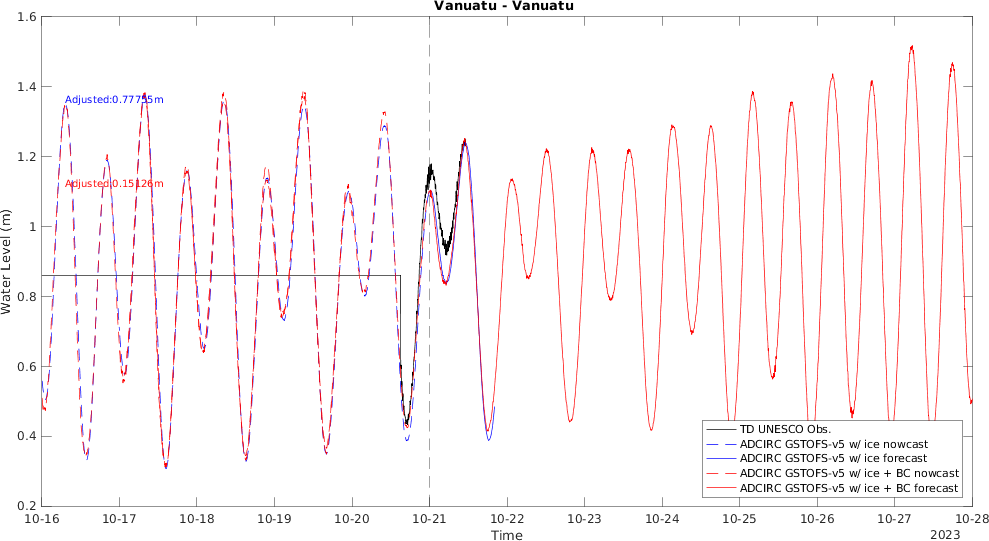 Vanuatu - Vanuatu
1.6
1.4
1.2
1
0.8
0.6
0.4
0.2
Water Level (m)
Adjusted:0.77755m
Adjusted:0.15126m
TD UNESCO Obs.
ADCIRC GSTOFS-v5 w/ ice nowcast
ADCIRC GSTOFS-v5 w/ ice forecast
ADCIRC GSTOFS-v5 w/ ice + BC nowcast
ADCIRC GSTOFS-v5 w/ ice + BC forecast
10-16 10-17 10-18 10-19 10-20 10-21 10-22 10-23 10-24 10-25 10-26 10-27 10-28
Time
2023